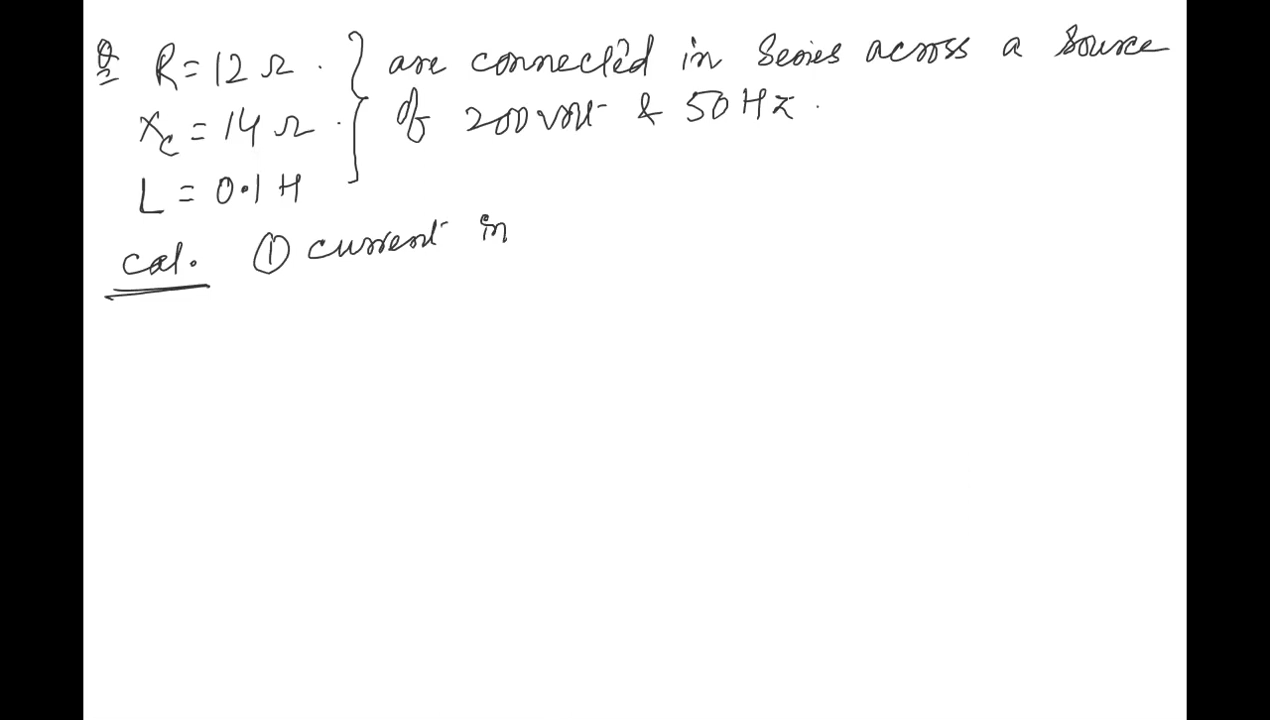 Q R = 12 Ω . } are connected in Series across a source
X_C = 14 Ω . } of 200 volt & 50 Hz .
L = 0.1 H
cal. ① current in